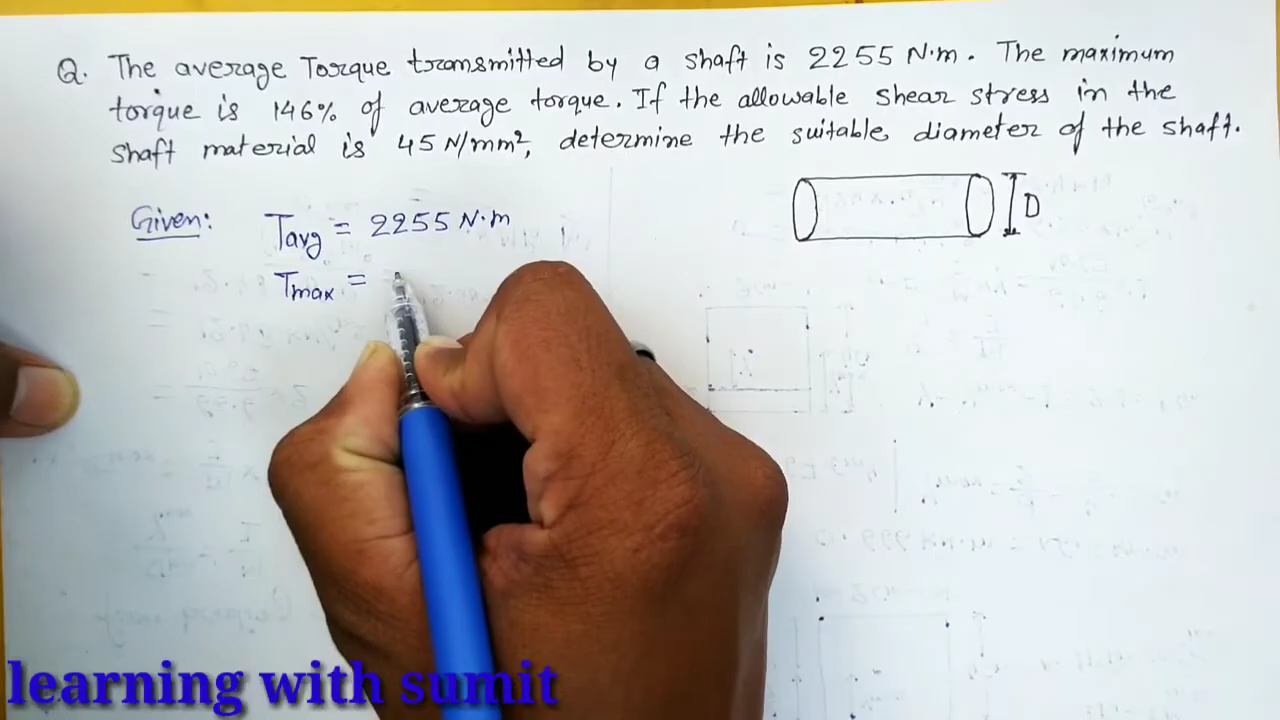 Q. The average Torque transmitted by a shaft is 2255 N·m. The maximum
torque is 146% of average torque. If the allowable shear stress in the
shaft material is 45 N/mm², determine the suitable diameter of the shaft.
Given: Tavg = 2255 N·m
Tmax =
D
learning with sumit